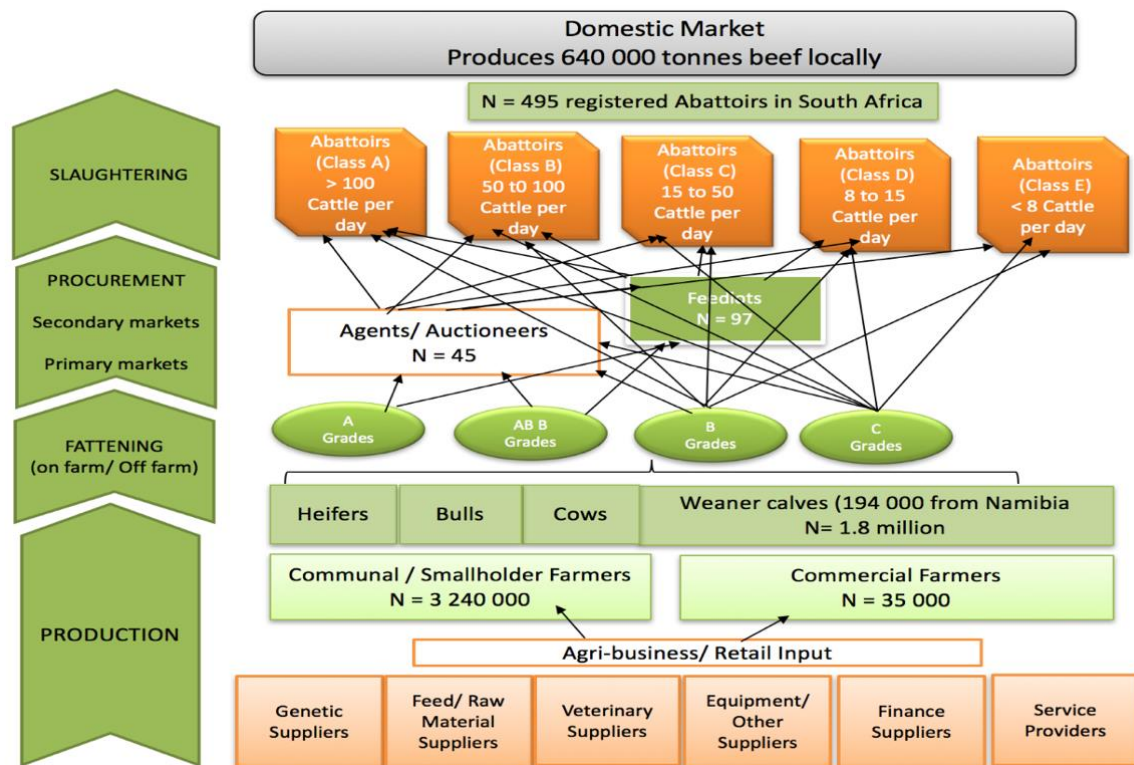 Domestic Market
Produces 640 000 tonnes beef locally
N = 495 registered Abattoirs in South Africa
SLAUGHTERING
Abattoirs
(Class A)
> 100
Cattle per
day
Abattoirs
(Class B)
50 t0 100
Cattle per
day
Abattoirs
(Class C)
15 to 50
Cattle per
day
Abattoirs
(Class D)
8 to 15
Cattle per
day
Abattoirs
(Class E)
< 8 Cattle
per day
PROCUREMENT
Secondary markets
Primary markets
Feedlots
N = 97
Agents/ Auctioneers
N = 45
FATTENING
(on farm/ Off farm)
A
Grades
AB B
Grades
B
Grades
C
Grades
Heifers
Bulls
Cows
Weaner calves (194 000 from Namibia
N= 1.8 million
PRODUCTION
Communal / Smallholder Farmers
N = 3 240 000
Commercial Farmers
N = 35 000
Agri-business/ Retail Input
Genetic
Suppliers
Feed/ Raw
Material
Suppliers
Veterinary
Suppliers
Equipment/
Other
Suppliers
Finance
Suppliers
Service
Providers